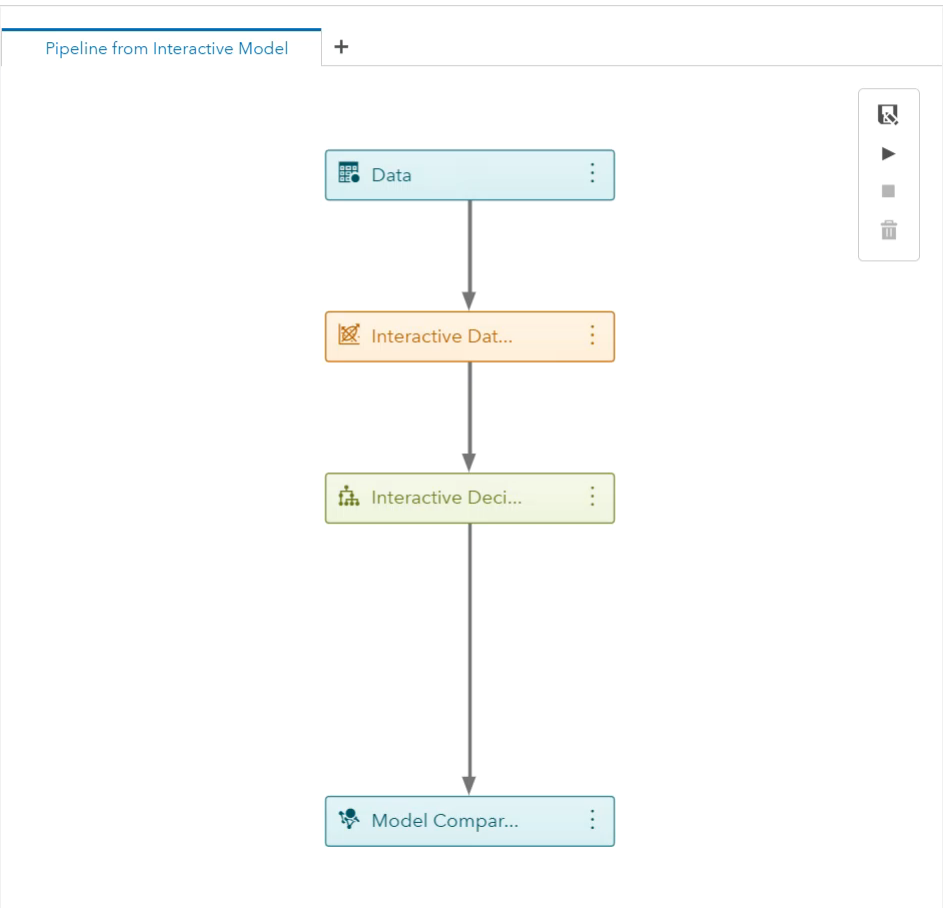 Pipeline from Interactive Model +
Data
Interactive Dat...
Interactive Deci...
Model Compar...